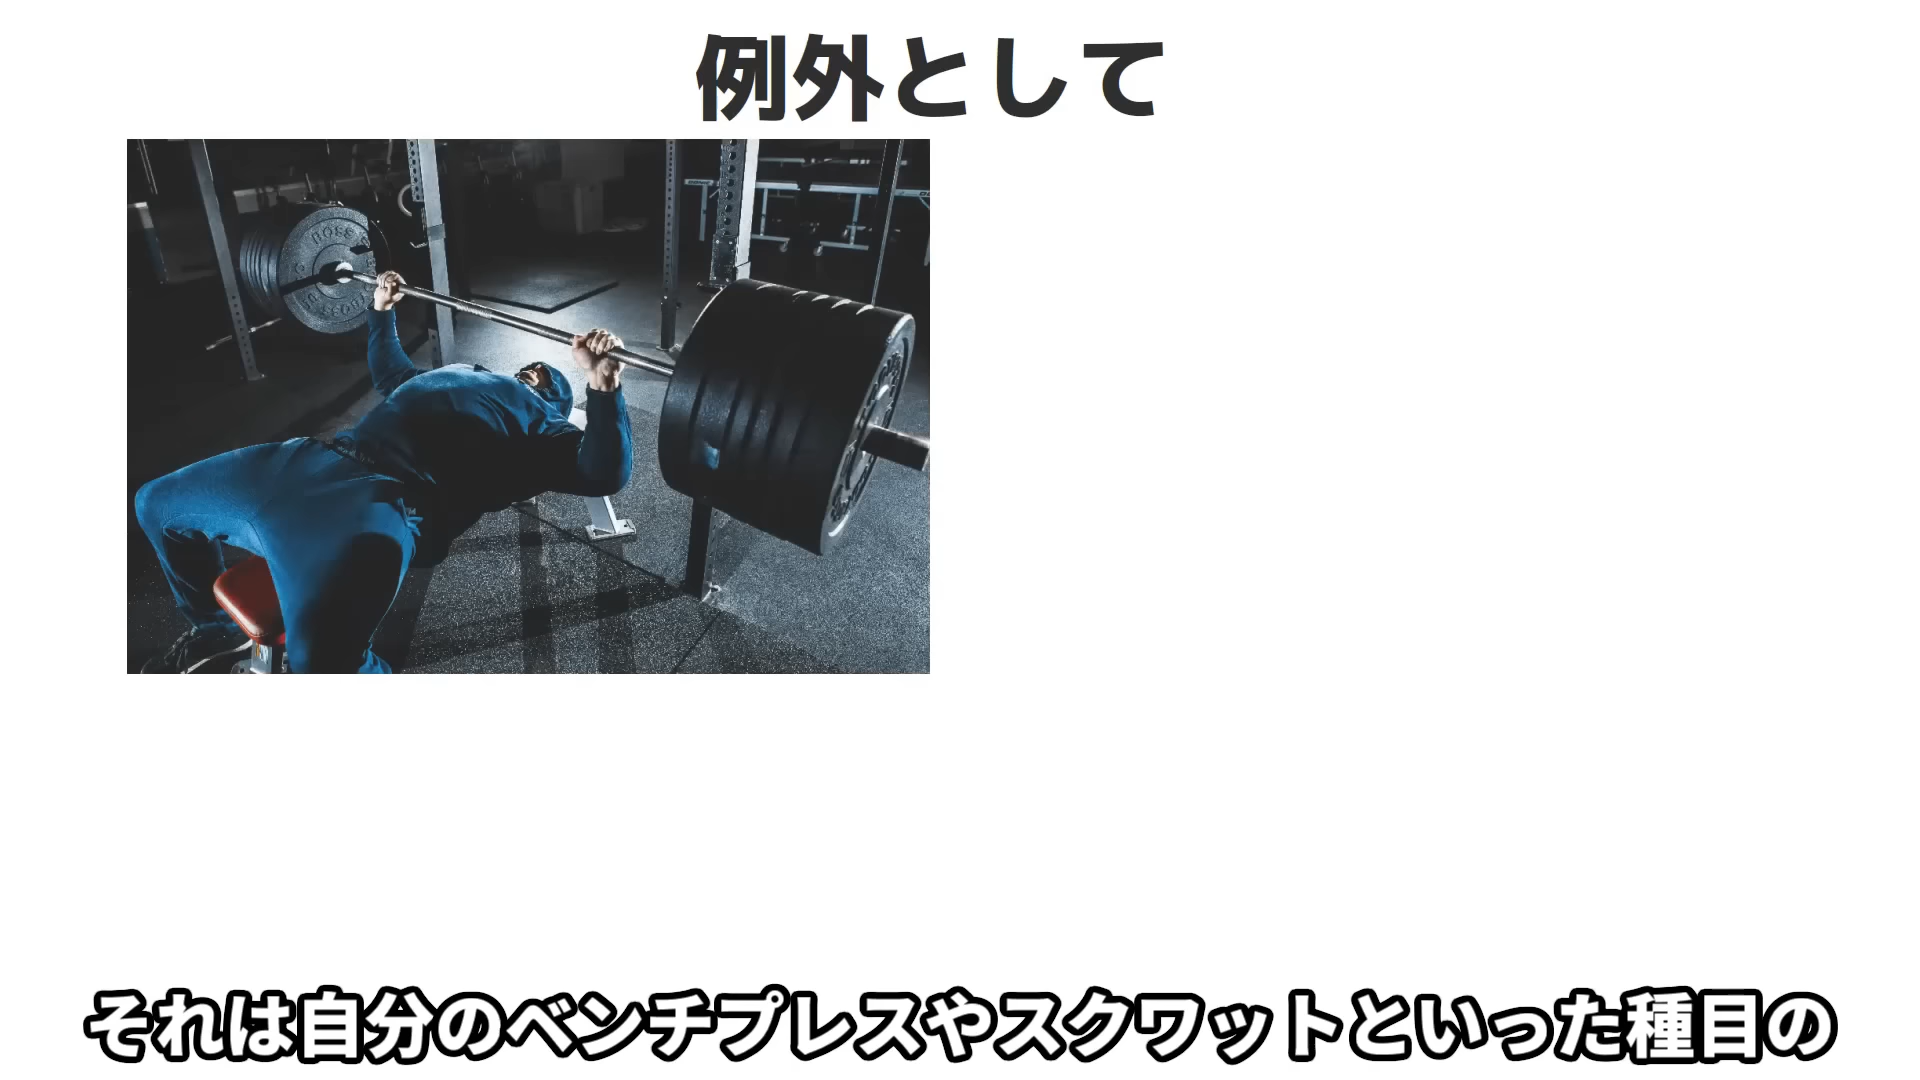 例外として
BOSS
それは自分のベンチプレスやスクワットといった種目の